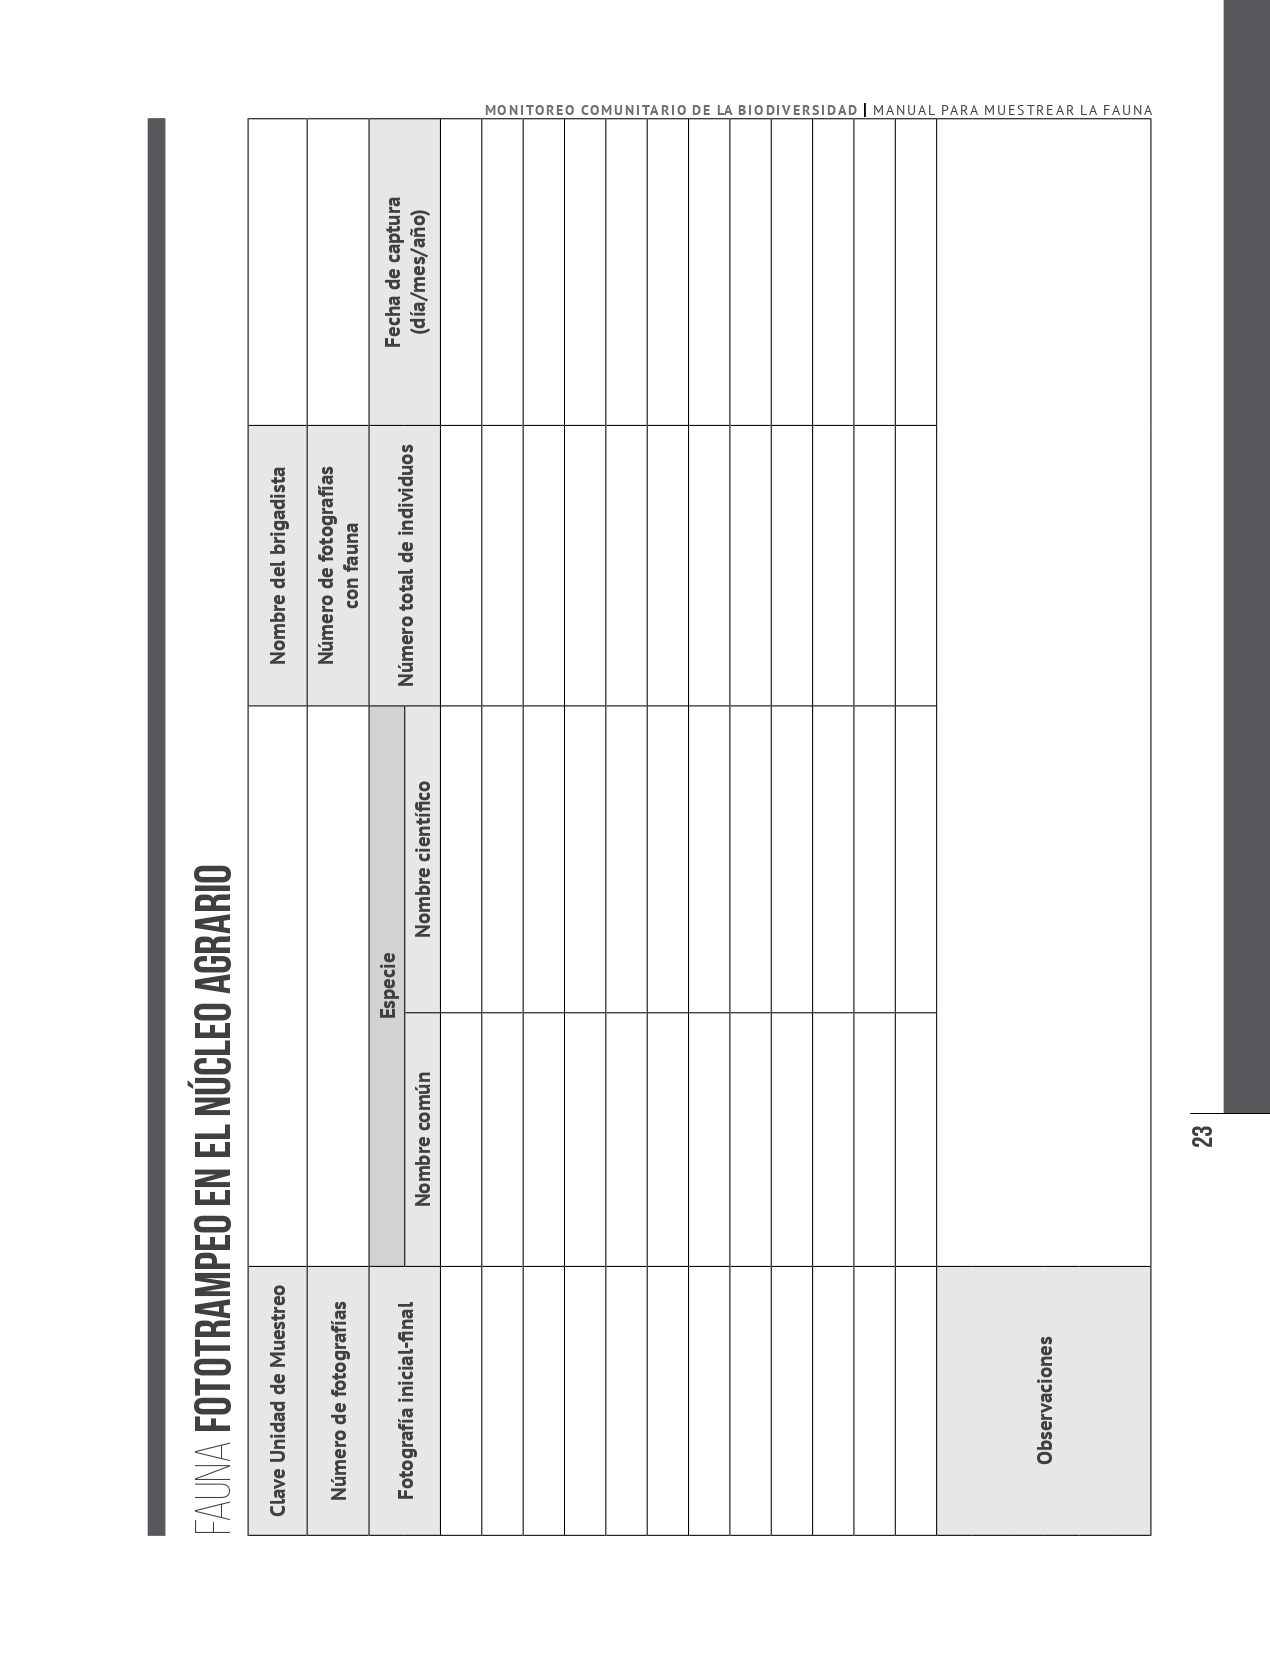 MONITOREO COMUNITARIO DE LA BIODIVERSIDAD | MANUAL PARA MUESTREAR LA FAUNA
FAUNA FOTOTRAMPEO EN EL NÚCLEO AGRARIO
Clave Unidad de Muestreo
Nombre del brigadista
Número de fotografías
Número de fotografías
con fauna
Fotografía inicial-final
Especie
Nombre común
Nombre científico
Número total de individuos
Fecha de captura
(día/mes/año)
Observaciones
23